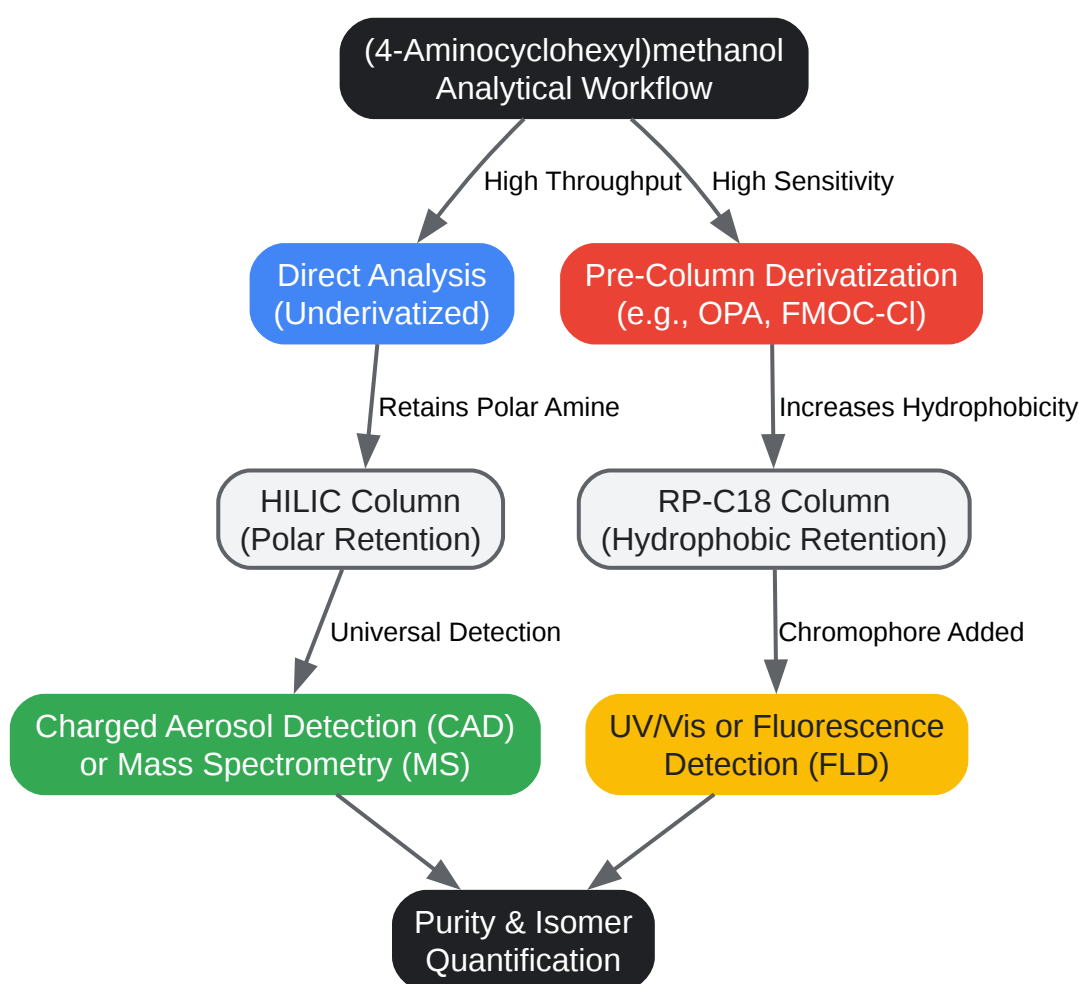 (4-Aminocyclohexyl)methanol
Analytical Workflow
High Throughput
High Sensitivity
Direct Analysis
(Underivatized)
Pre-Column Derivatization
(e.g., OPA, FMOC-Cl)
Retains Polar Amine
Increases Hydrophobicity
HILIC Column
(Polar Retention)
RP-C18 Column
(Hydrophobic Retention)
Universal Detection
Chromophore Added
Charged Aerosol Detection (CAD)
or Mass Spectrometry (MS)
UV/Vis or Fluorescence
Detection (FLD)
Purity & Isomer
Quantification